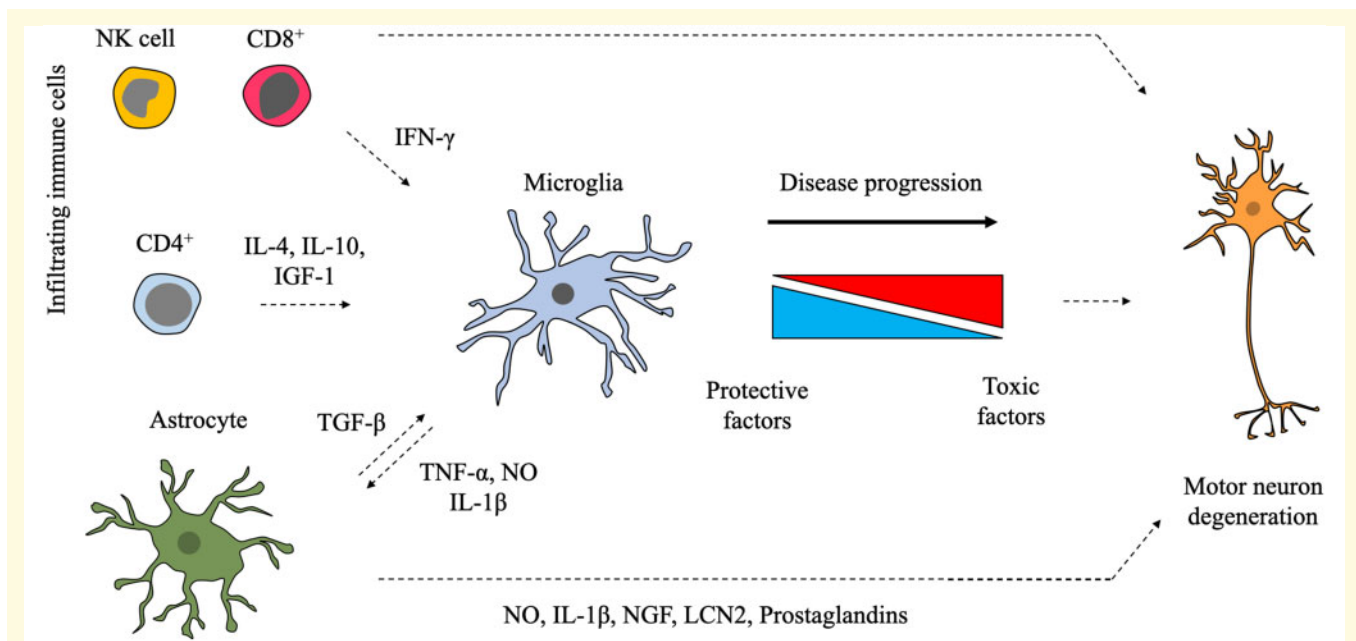 Infiltrating immune cells
NK cell
CD8+
IFN-γ
CD4+
IL-4, IL-10,
IGF-1
Microglia
Disease progression
Protective
factors
Toxic
factors
Astrocyte
TGF-β
TNF-α, NO
IL-1β
Motor neuron
degeneration
NO, IL-1β, NGF, LCN2, Prostaglandins